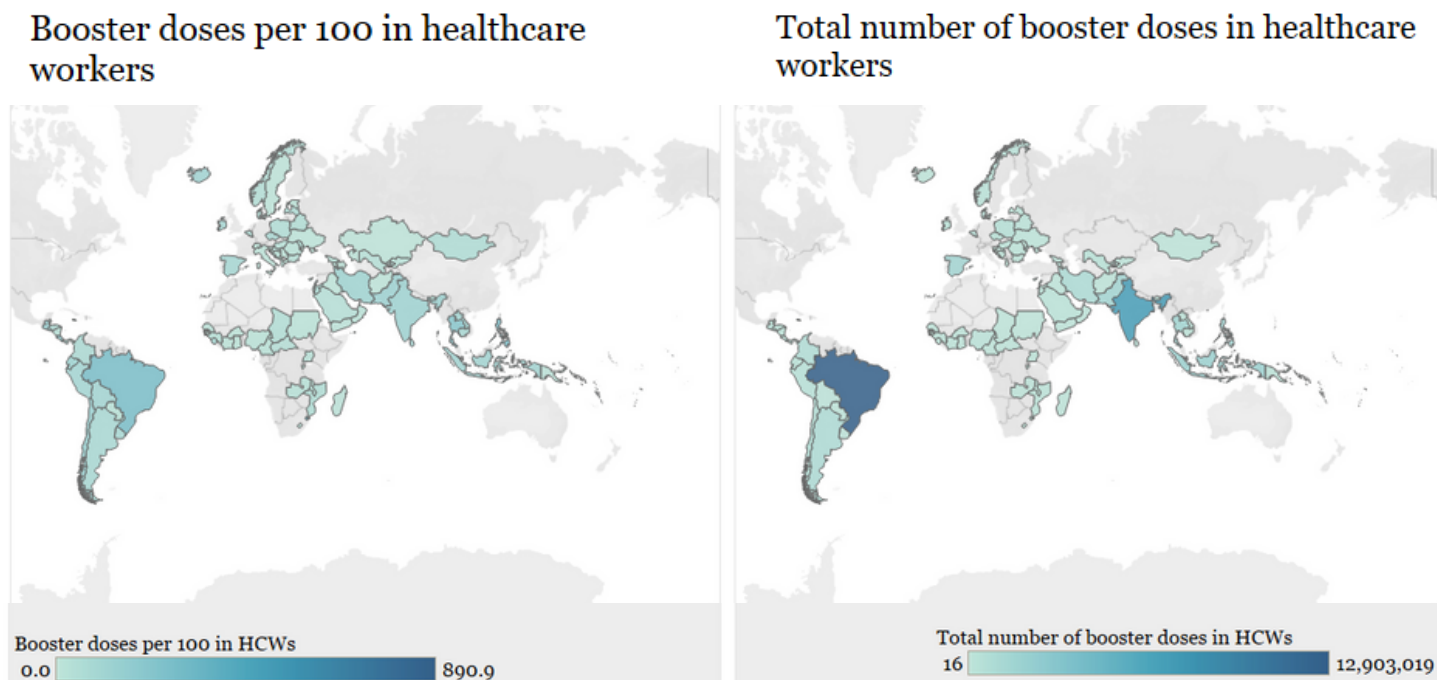 Booster doses per 100 in healthcare
workers
Total number of booster doses in healthcare
workers
Booster doses per 100 in HCWs
0.0 890.9
Total number of booster doses in HCWs
16 12,903,019